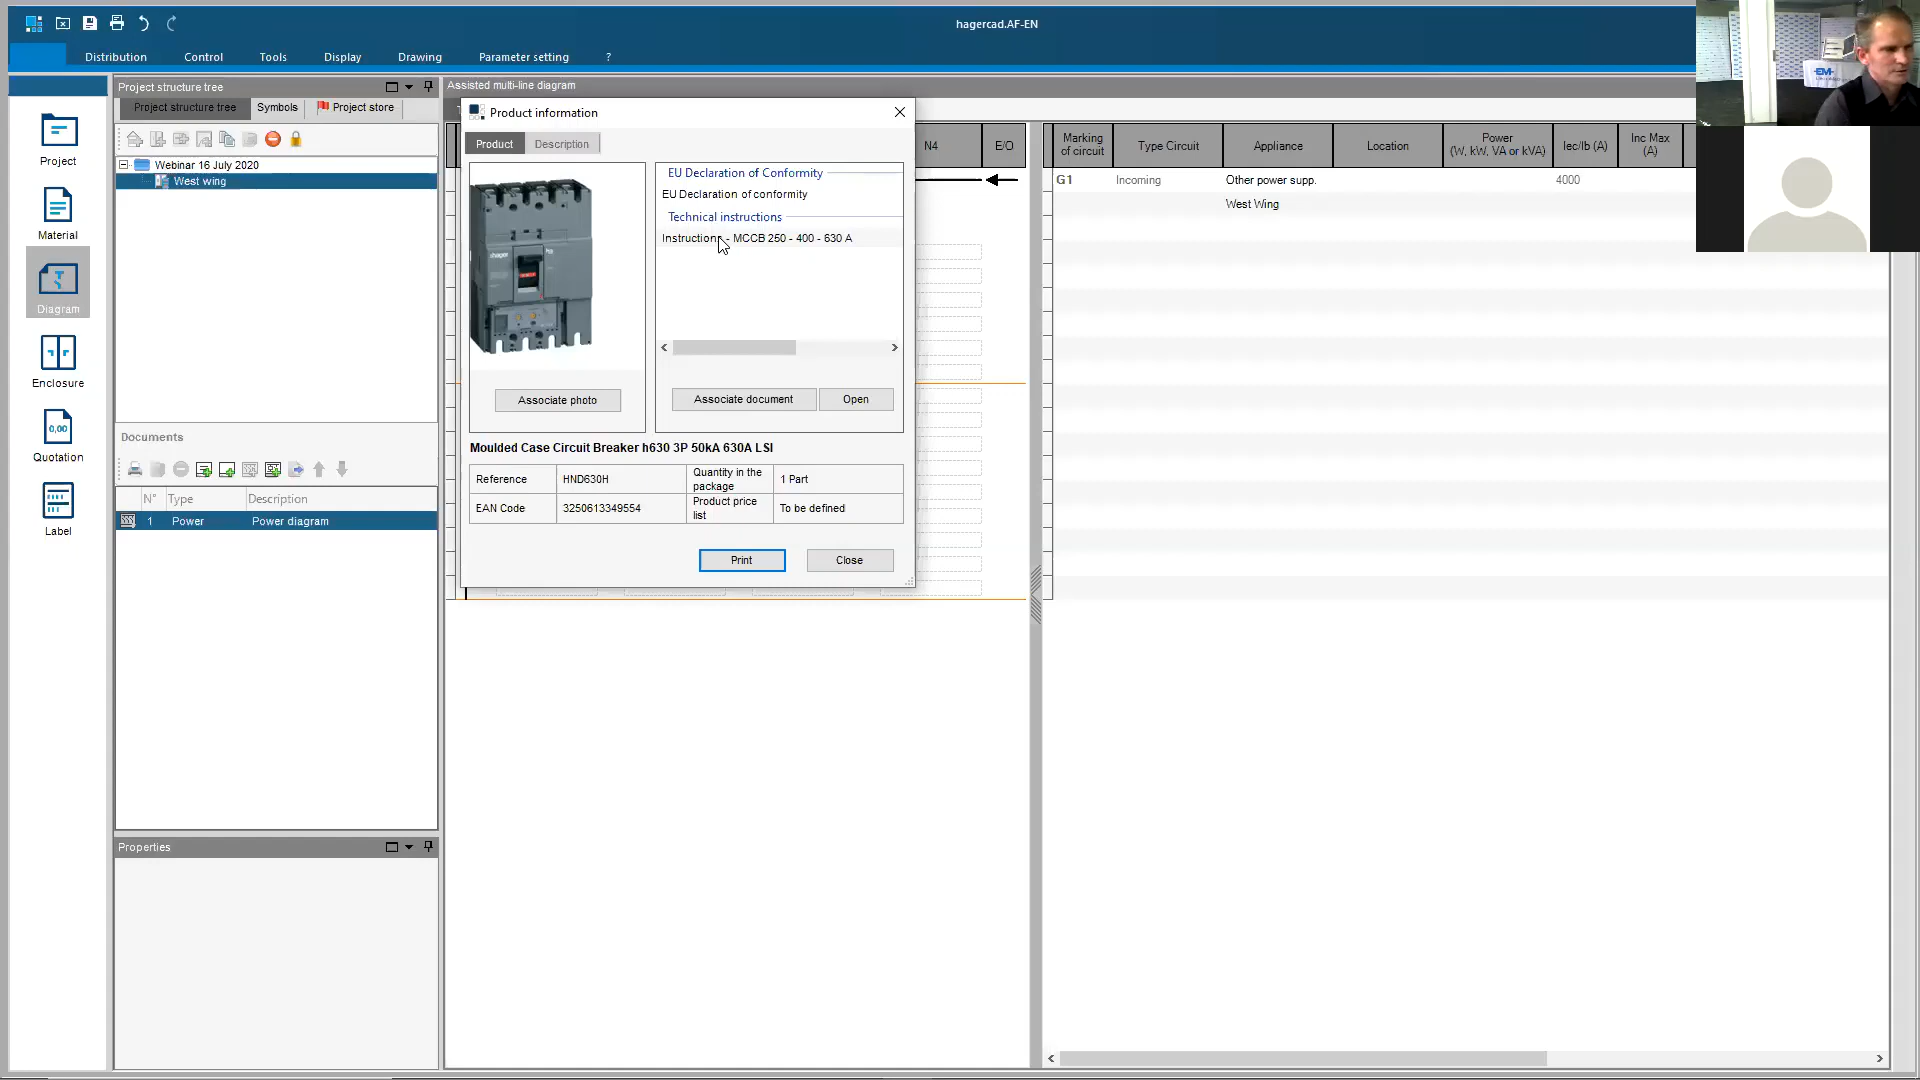 hagercad.AF-EN
Distribution
Control
Tools
Display
Drawing
Parameter setting
?
Project
Material
Diagram
Enclosure
0,00
Quotation
Label
Project structure tree
Project structure tree
Symbols
Project store
Webinar 16 July 2020
West wing
Documents
N° Type Description
1 Power Power diagram
Properties
Assisted multi-line diagram
Product information
Product
Description
:hager
EU Declaration of Conformity
EU Declaration of conformity
Technical instructions
Instructions - MCCB 250 - 400 - 630 A
Associate photo
Associate document
Open
Moulded Case Circuit Breaker h630 3P 50kA 630A LSI
Reference HND630H Quantity in the package 1 Part
EAN Code 3250613349554 Product price list To be defined
Print
Close
N4
E/O
Marking of circuit
Type Circuit
Appliance
Location
Power (W, kW, VA or kVA)
Iec/Ib (A)
Inc Max (A)
G1 Incoming Other power supp. 4000
West Wing
EM